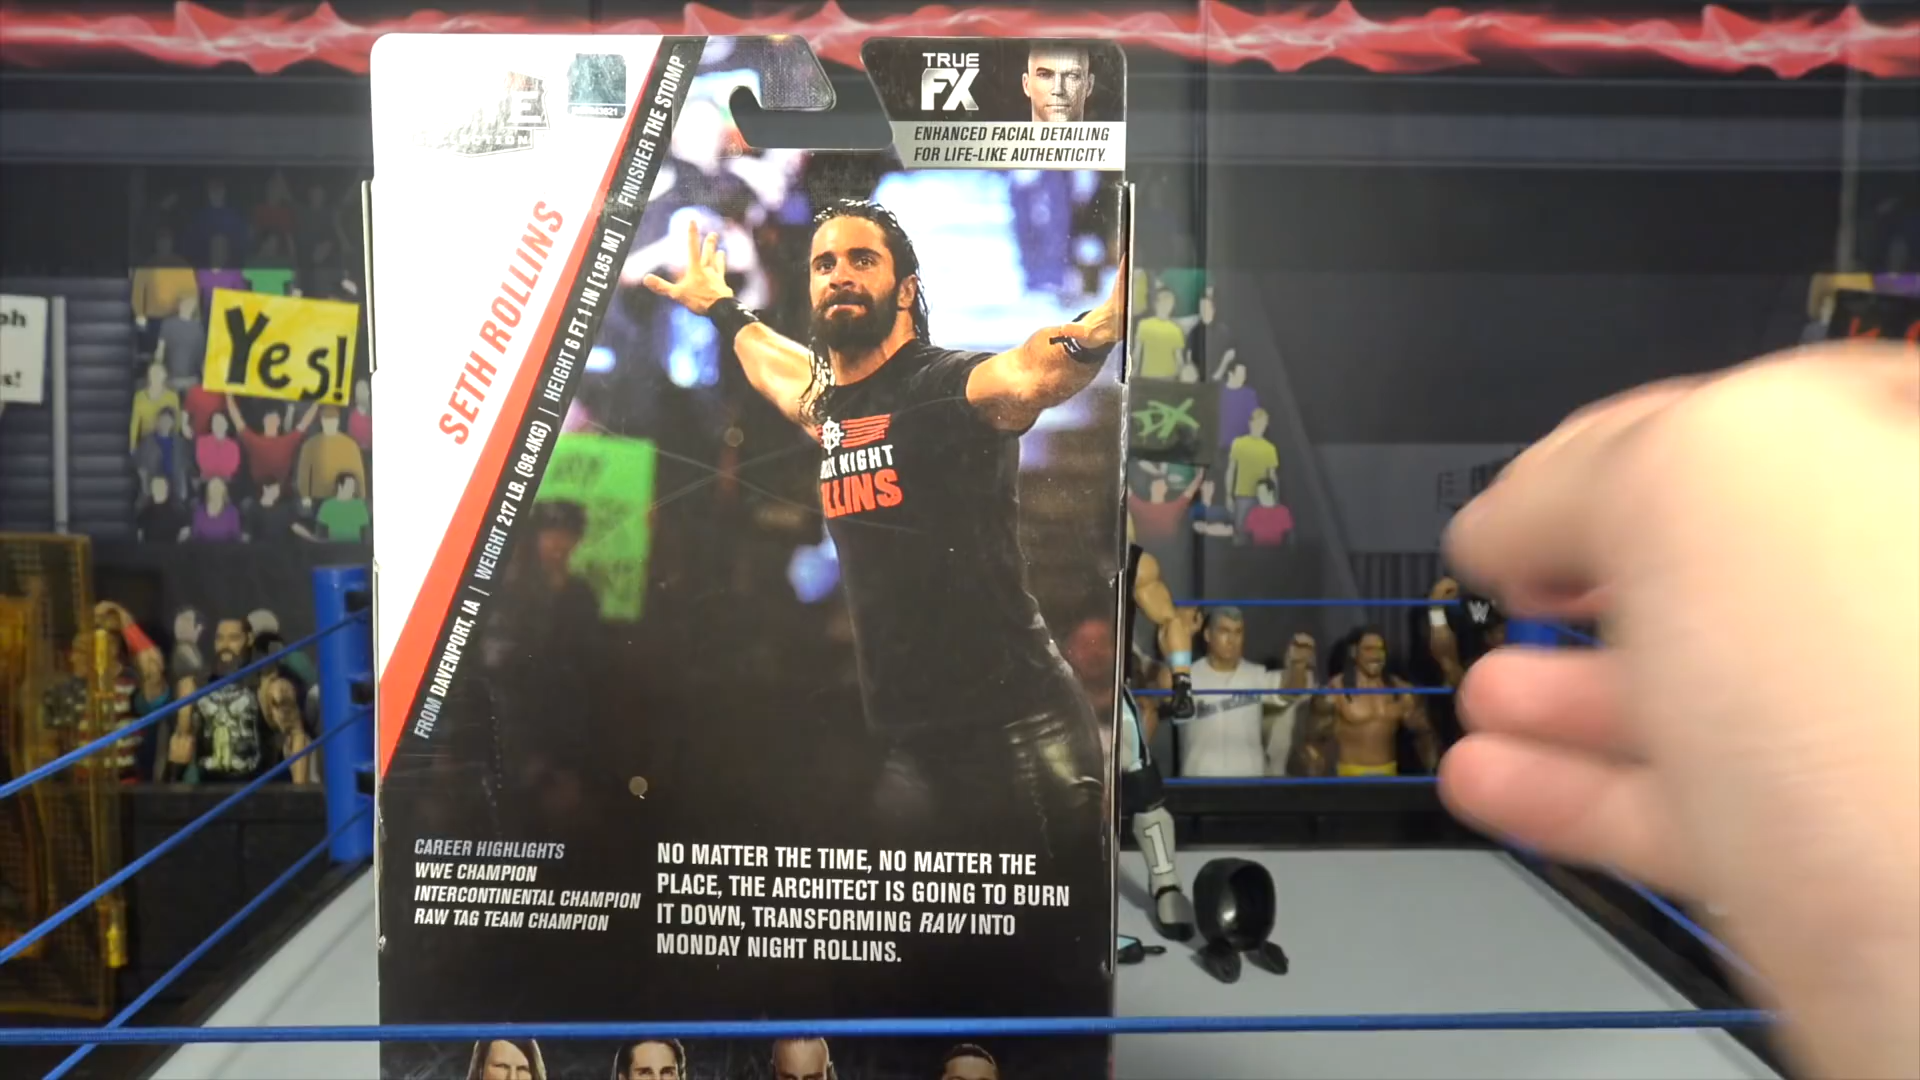 TRUE
FX
ENHANCED FACIAL DETAILING
FOR LIFE-LIKE AUTHENTICITY.
SETH ROLLINS
FROM DAVENPORT, IA | WEIGHT 217 LB. (98.4KG) | HEIGHT 6 FT 1 IN [1.85 M] | FINISHER THE STOMP
Yes!
DX
NIGHT
LLINS
W
1
CAREER HIGHLIGHTS
WWE CHAMPION
INTERCONTINENTAL CHAMPION
RAW TAG TEAM CHAMPION
NO MATTER THE TIME, NO MATTER THE
PLACE, THE ARCHITECT IS GOING TO BURN
IT DOWN, TRANSFORMING RAW INTO
MONDAY NIGHT ROLLINS.